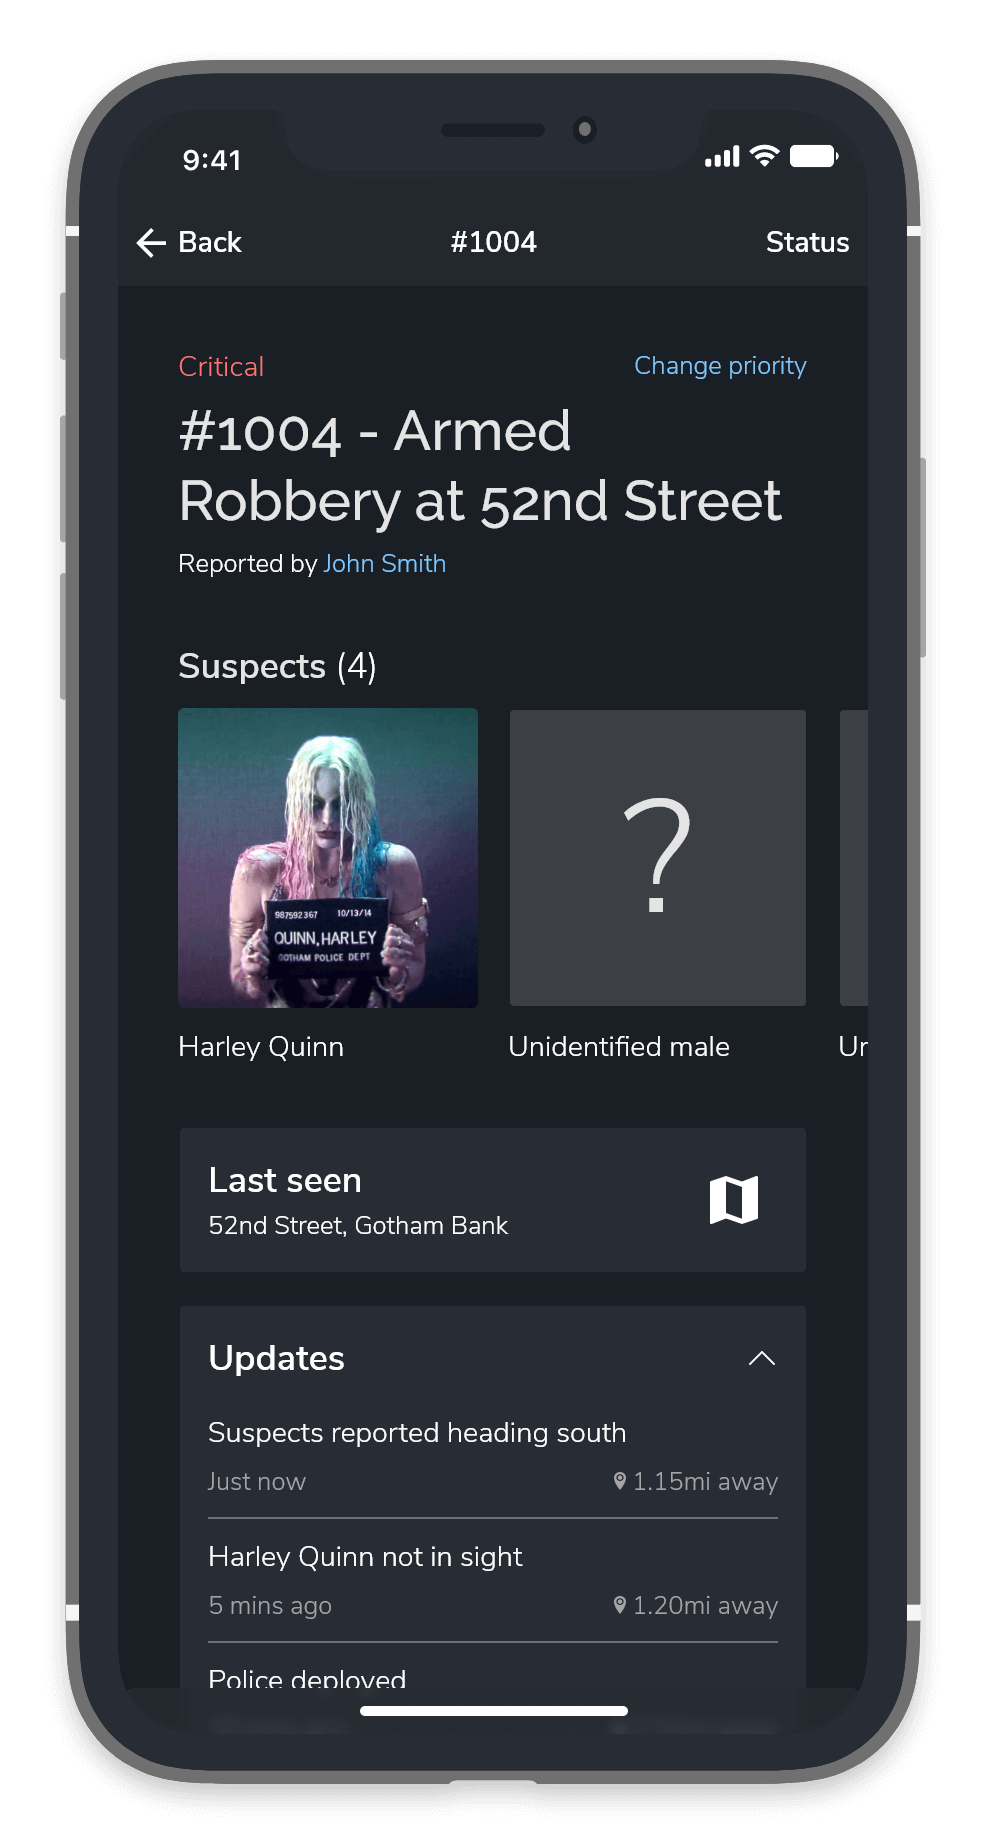 9:41
Back
#1004
Status
Critical
Change priority
#1004 - Armed
Robbery at 52nd Street
Reported by John Smith
Suspects (4)
987592367 10/13/14
QUINN, HARLEY
GOTHAM POLICE DEPT
?
Harley Quinn
Unidentified male
Ur
Last seen
52nd Street, Gotham Bank
Updates
Suspects reported heading south
Just now
1.15mi away
Harley Quinn not in sight
5 mins ago
1.20mi away
Police deployed